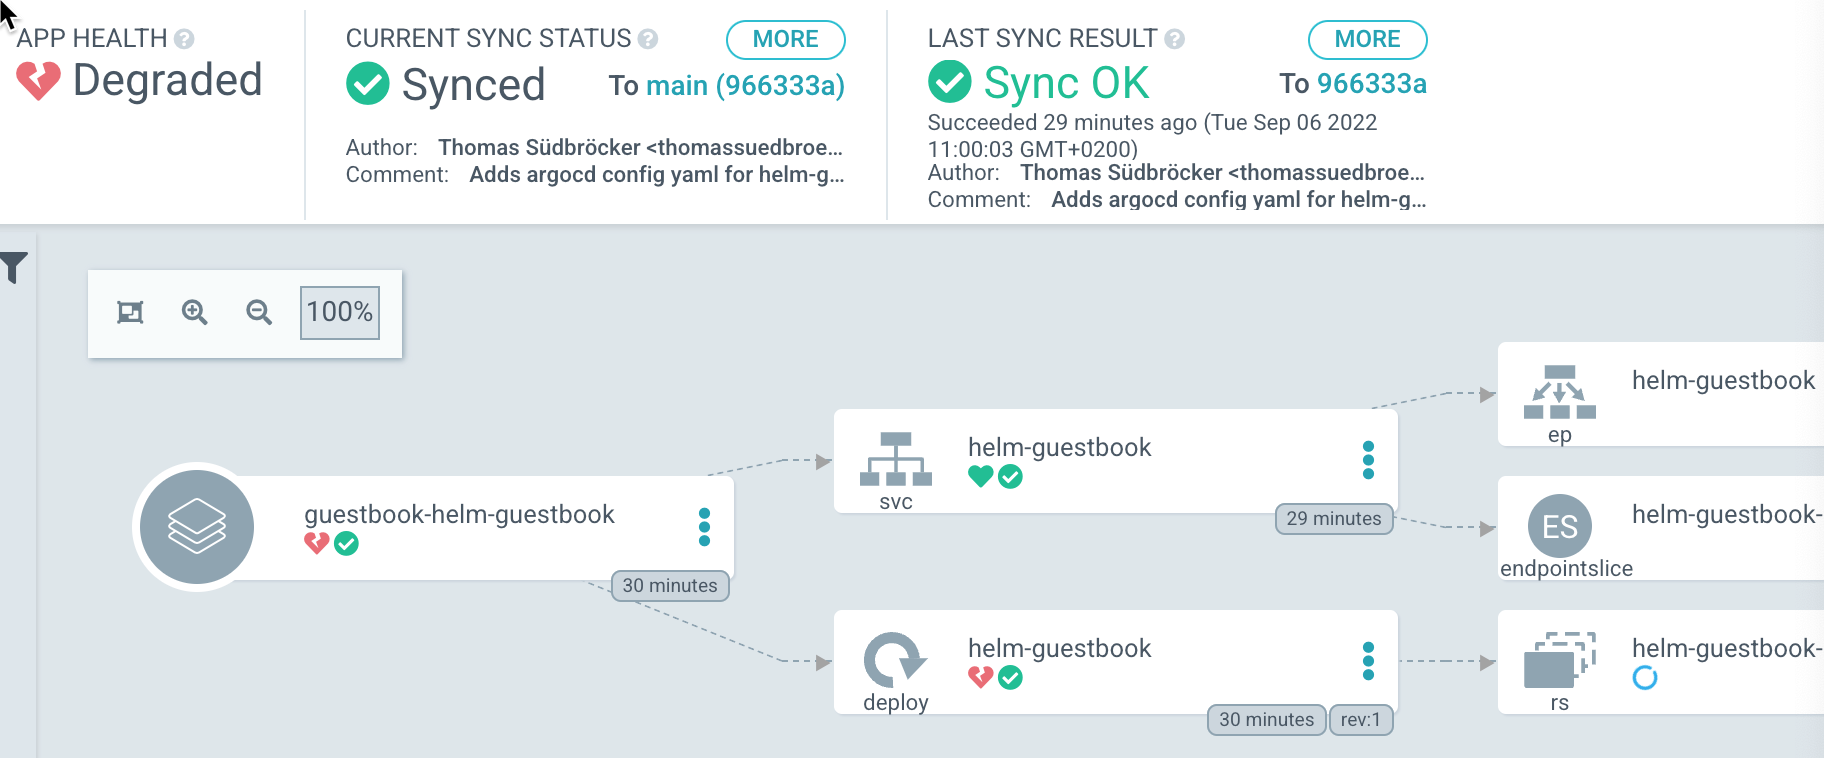 APP HEALTH
Degraded
CURRENT SYNC STATUS
MORE
Synced
To main (966333a)
Author: Thomas Südbröcker <thomassuedbroe...
Comment: Adds argocd config yaml for helm-g...
LAST SYNC RESULT
MORE
Sync OK
To 966333a
Succeeded 29 minutes ago (Tue Sep 06 2022
11:00:03 GMT+0200)
Author: Thomas Südbröcker <thomassuedbroe...
Comment: Adds argocd config yaml for helm-g...
100%
guestbook-helm-guestbook
30 minutes
helm-guestbook
svc
29 minutes
helm-guestbook
deploy
30 minutes
rev:1
helm-guestbook
ep
helm-guestbook-
ES
endpointslice
helm-guestbook-
rs